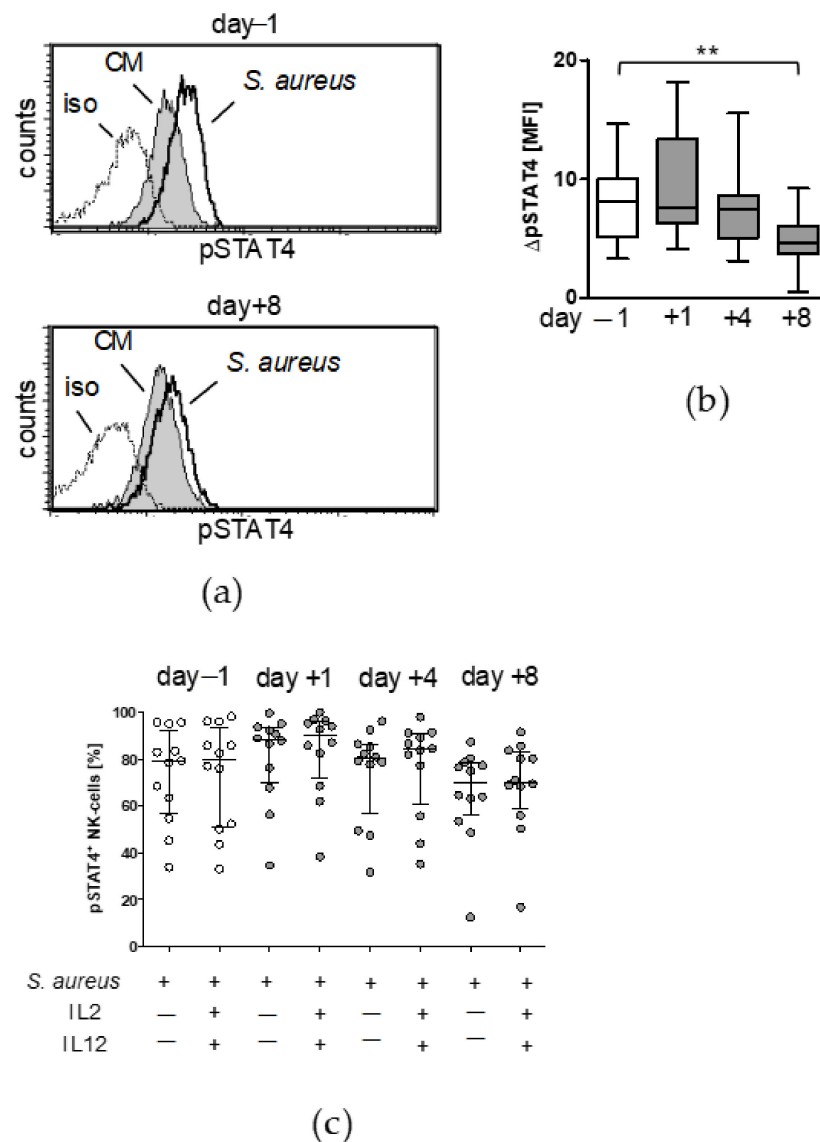 day–1
CM
S. aureus
iso
counts
pSTAT4
day+8
CM
S. aureus
iso
counts
pSTAT4
(a)
**
20
10
0
ΔpSTAT4 [MFI]
day –1 +1 +4 +8
(b)
day–1 day +1 day +4 day +8
100
80
60
40
20
0
pSTAT4+ NK-cells [%]
S. aureus + + + + + + + +
IL2 — + — + — + — +
IL12 — + — + — + — +
(c)